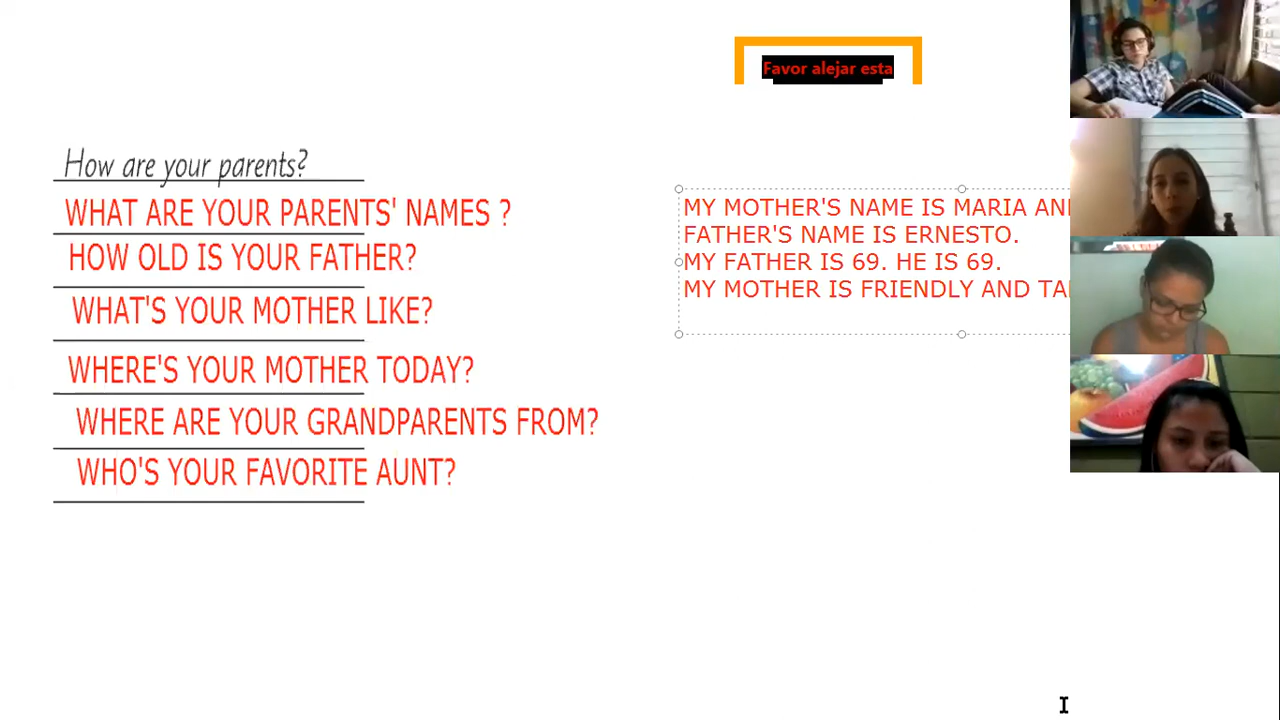 Favor alejar esta
How are your parents?
WHAT ARE YOUR PARENTS' NAMES ?
HOW OLD IS YOUR FATHER?
WHAT'S YOUR MOTHER LIKE?
WHERE'S YOUR MOTHER TODAY?
WHERE ARE YOUR GRANDPARENTS FROM?
WHO'S YOUR FAVORITE AUNT?
MY MOTHER'S NAME IS MARIA
FATHER'S NAME IS ERNESTO.
MY FATHER IS 69. HE IS 69.
MY MOTHER IS FRIENDLY AND